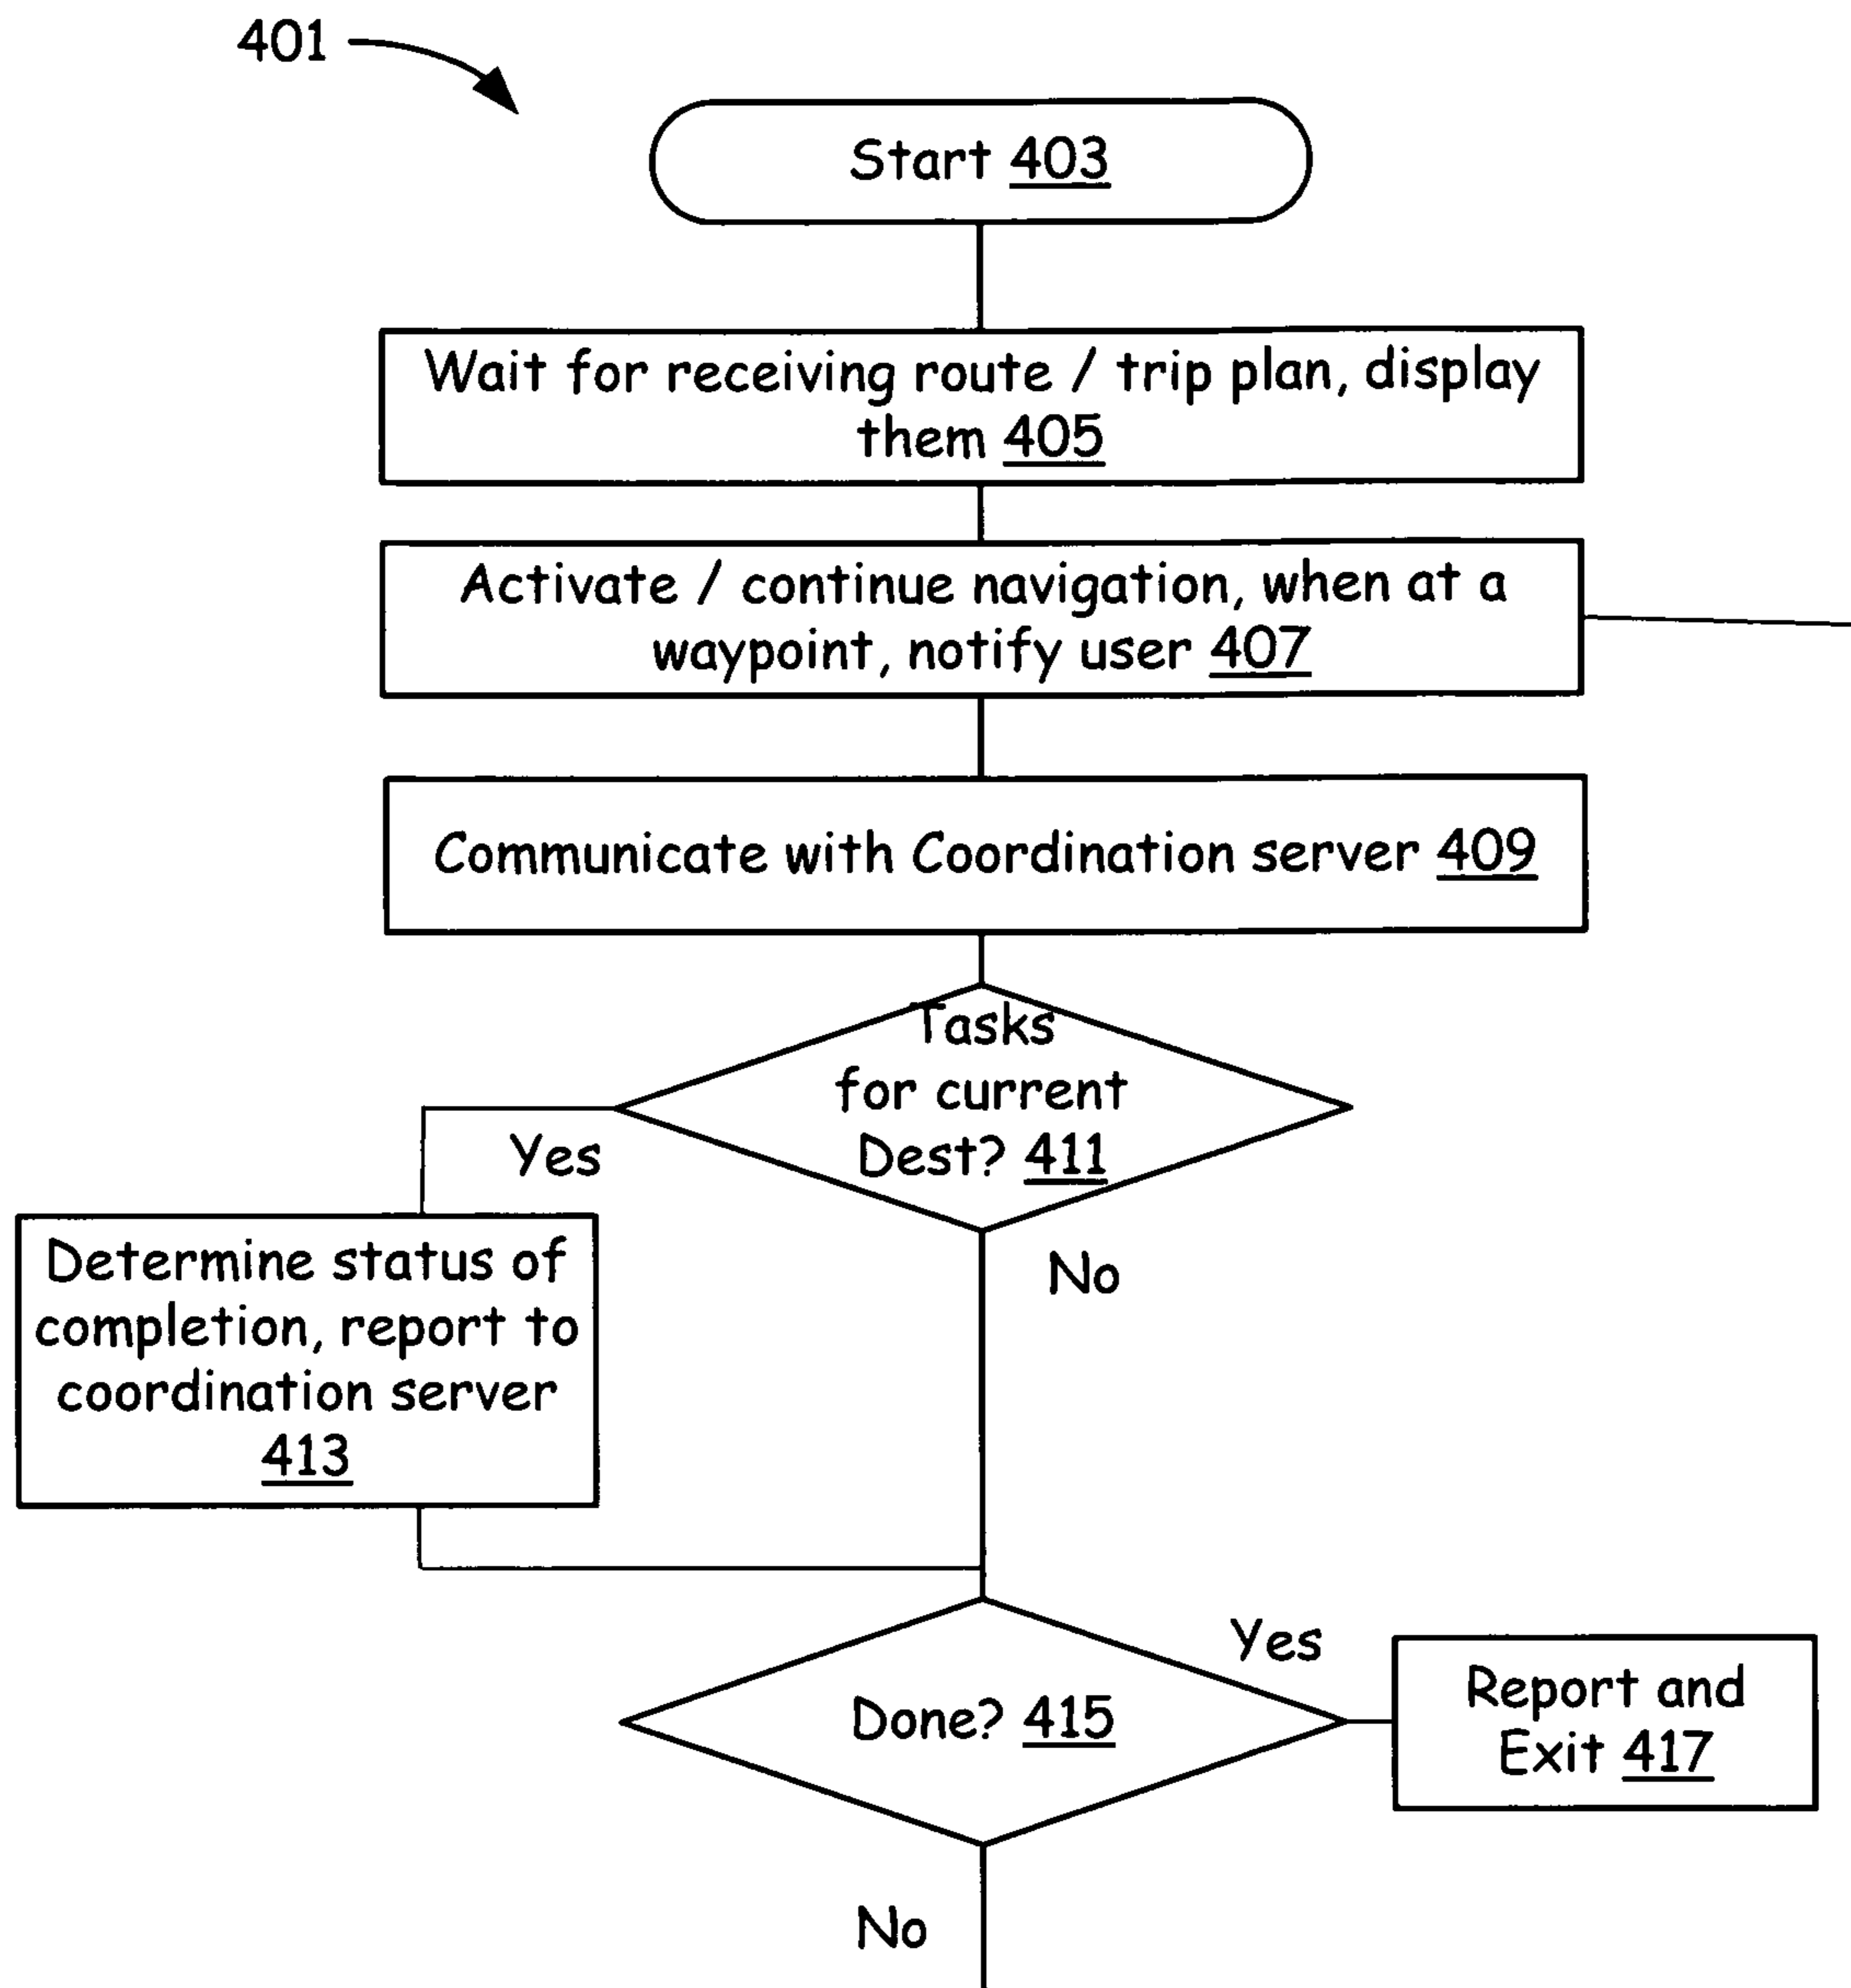 401
Start 403
Wait for receiving route / trip plan, display
them 405
Activate / continue navigation, when at a
waypoint, notify user 407
Communicate with Coordination server 409
Tasks
for current
Dest? 411
Yes
No
Determine status of
completion, report to
coordination server
413
Done? 415
Yes
Report and
Exit 417
No